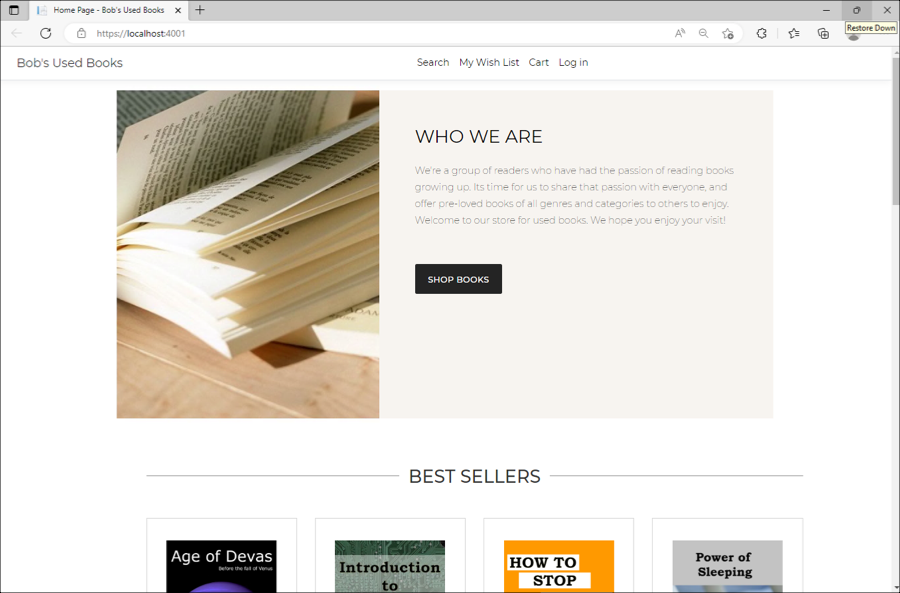 Home Page - Bob's Used Books
https://localhost:4001
Restore Down
Bob's Used Books
Search My Wish List Cart Log in
WHO WE ARE
We're a group of readers who have had the passion of reading books
growing up. Its time for us to share that passion with everyone, and
offer pre-loved books of all genres and categories to others to enjoy.
Welcome to our store for used books. We hope you enjoy your visit!
SHOP BOOKS
BEST SELLERS
Age of Devas
Before the fall of Venus
Introduction
to
HOW TO
STOP
Power of
Sleeping